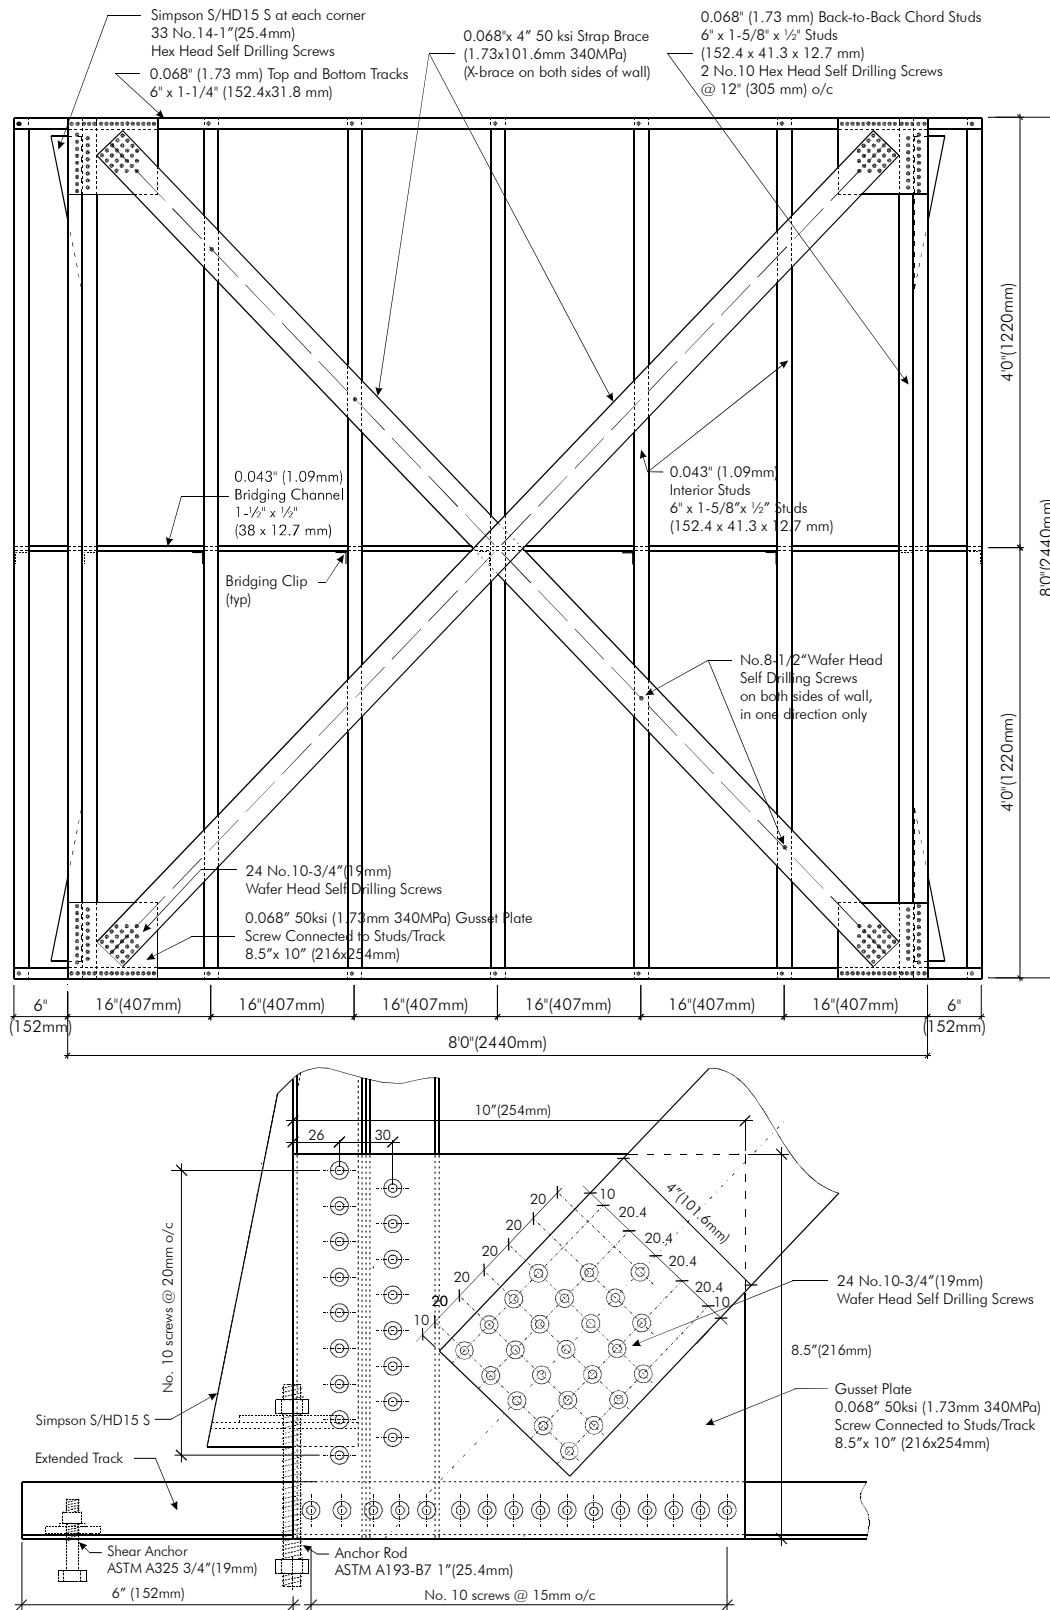 Simpson S/HD15 S at each corner
33 No.14-1"(25.4mm)
Hex Head Self Drilling Screws
0.068" (1.73 mm) Top and Bottom Tracks
6" x 1-1/4" (152.4x31.8 mm)
0.068"x 4" 50 ksi Strap Brace
(1.73x101.6mm 340MPa)
(X-brace on both sides of wall)
0.068" (1.73 mm) Back-to-Back Chord Studs
6" x 1-5/8" x ½" Studs
(152.4 x 41.3 x 12.7 mm)
2 No.10 Hex Head Self Drilling Screws
@ 12" (305 mm) o/c
4'0"(1220mm)
0.043" (1.09mm)
Bridging Channel
1-½" x ½"
(38 x 12.7 mm)
0.043" (1.09mm)
Interior Studs
6" x 1-5/8"x ½" Studs
(152.4 x 41.3 x 12.7 mm)
8'0"(2440mm)
Bridging Clip
(typ)
No.8-1/2"Wafer Head
Self Drilling Screws
on both sides of wall,
in one direction only
4'0"(1220mm)
24 No.10-3/4"(19mm)
Wafer Head Self Drilling Screws
0.068" 50ksi (1.73mm 340MPa) Gusset Plate
Screw Connected to Studs/Track
8.5"x 10" (216x254mm)
6"
(152mm)
16"(407mm)
16"(407mm)
16"(407mm)
16"(407mm)
16"(407mm)
16"(407mm)
6"
(152mm)
8'0"(2440mm)
10"(254mm)
26
30
No. 10 screws @ 20mm o/c
20
20
20
20
20
10
10
20.4
20.4
20.4
20.4
10
4"(101.6mm)
24 No.10-3/4"(19mm)
Wafer Head Self Drilling Screws
8.5"(216mm)
Gusset Plate
0.068" 50ksi (1.73mm 340MPa)
Screw Connected to Studs/Track
8.5"x 10" (216x254mm)
Simpson S/HD15 S
Extended Track
Shear Anchor
ASTM A325 3/4"(19mm)
Anchor Rod
ASTM A193-B7 1"(25.4mm)
6" (152mm)
No. 10 screws @ 15mm o/c